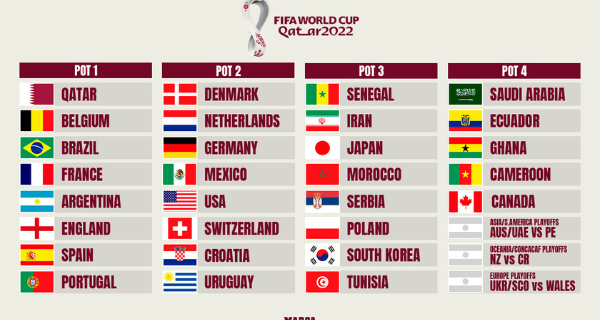 FIFA WORLD CUP
Qatar2022
POT 1
QATAR
BELGIUM
BRAZIL
FRANCE
ARGENTINA
ENGLAND
SPAIN
PORTUGAL
POT 2
DENMARK
NETHERLANDS
GERMANY
MEXICO
USA
SWITZERLAND
CROATIA
URUGUAY
POT 3
SENEGAL
IRAN
JAPAN
MOROCCO
SERBIA
POLAND
SOUTH KOREA
TUNISIA
POT 4
SAUDI ARABIA
ECUADOR
GHANA
CAMEROON
CANADA
ASIA/S.AMERICA PLAYOFFS
AUS/UAE VS PE
OCEANIA/CONCACAF PLAYOFFS
NZ vs CR
EUROPE PLAYOFFS
UKR/SCO vs WALES
MARCA